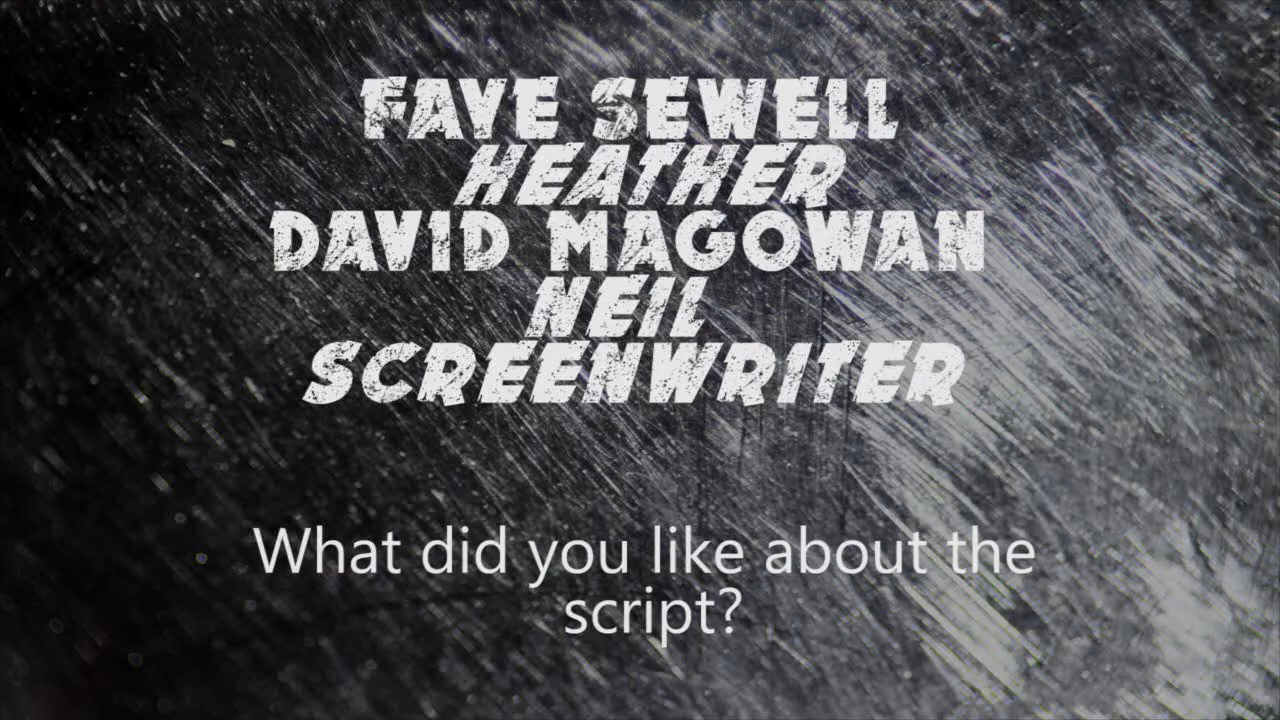 FAYE SEWELL
HEATHER
DAVID MAGOWAN
NEIL
SCREENWRITER
What did you like about the
script?